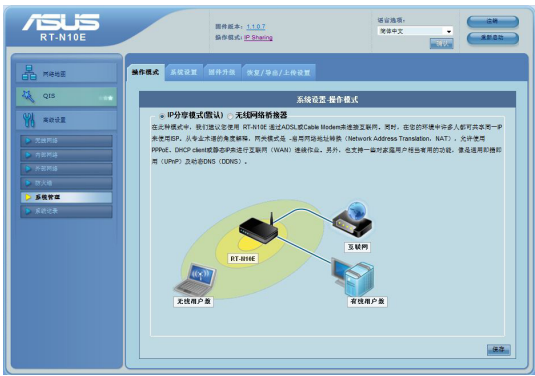 ASUS
RT-N10E
固件版本: 1.1.0.7
操作模式: IP Sharing
语言选项:
简体中文
确认
注销
重新启动
网络地图
QIS
高级设置
无线网络
内部网络
外部网络
防火墙
系统管理
系统记录
操作模式 系统设置 固件升级 恢复/导出/上传设置
系统设置-操作模式
IP分享模式(默认) 无线网络桥接器
在此种模式中，我们建议您使用 RT-N10E 通过ADSL或Cable Modem来连接互联网。同时，在您的环境中许多人都可共享同一IP
来使用ISP。从专业术语的角度解释，网关模式是 -启用网络地址转换（Network Address Translation, NAT），允许使用
PPPoE、DHCP client或静态IP来进行互联网（WAN）连接作业。另外，也支持一些对家庭用户相当有用的功能，像是通用即插即
用（UPnP）及动态DNS（DDNS）。
互联网
RT-N10E
无线用户数
有线用户数
保存